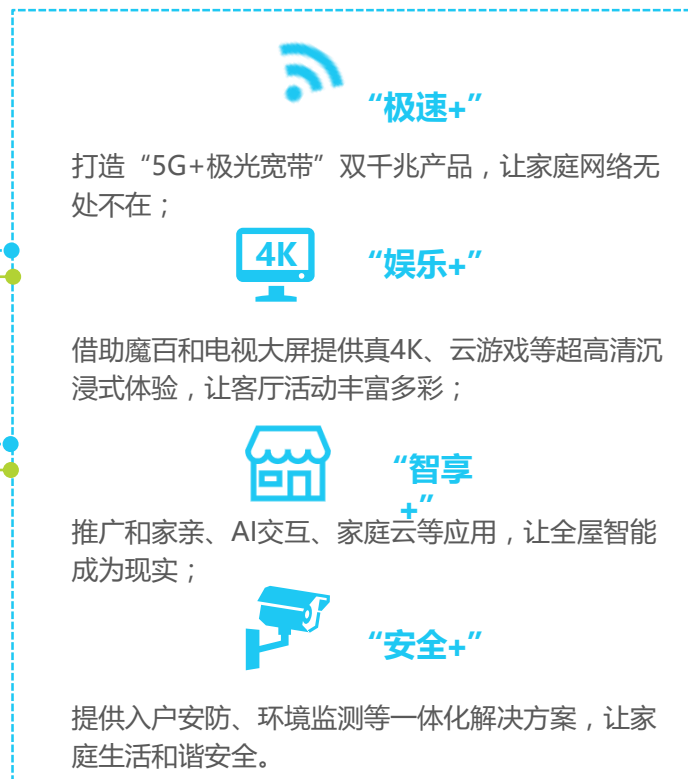 “极速+”
打造“5G+极光宽带”双千兆产品，让家庭网络无
处不在；
4K
“娱乐+”
借助魔百和电视大屏提供真4K、云游戏等超高清沉
浸式体验，让客厅活动丰富多彩；
“智享
+”
推广和家亲、AI交互、家庭云等应用，让全屋智能
成为现实；
“安全+”
提供入户安防、环境监测等一体化解决方案，让家
庭生活和谐安全。